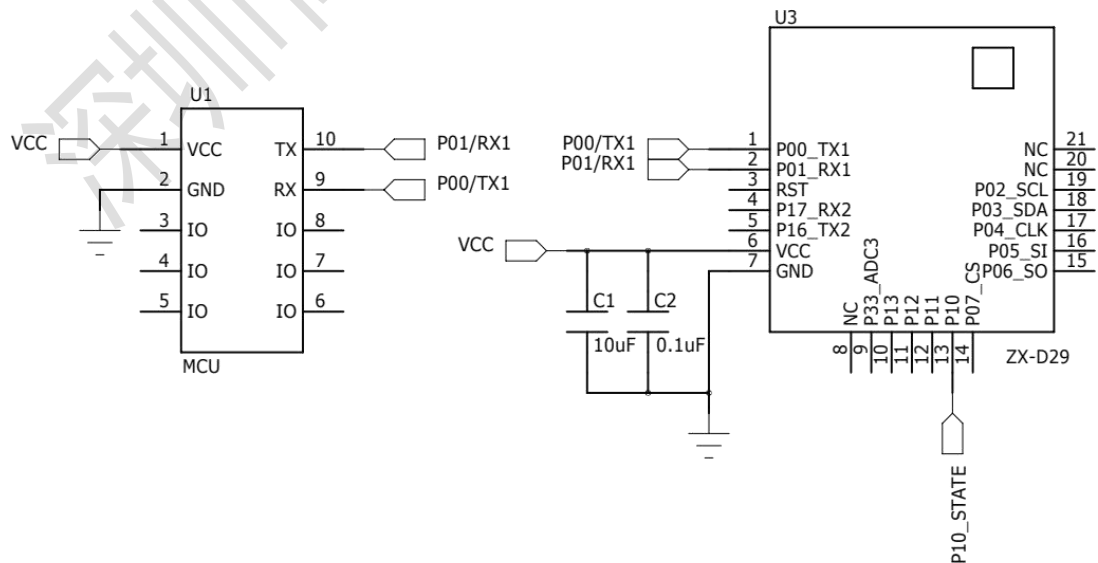 深圳
U1
VCC
1
VCC
TX
10
P01/RX1
2
GND
RX
9
P00/TX1
3
IO
IO
8
4
IO
IO
7
5
IO
IO
6
MCU
U3
P00/TX1
1
P00_TX1
NC
21
P01/RX1
2
P01_RX1
NC
20
3
RST
P02_SCL
19
4
P17_RX2
P03_SDA
18
5
P16_TX2
P04_CLK
17
VCC
6
VCC
P05_SI
16
7
GND
P06_SO
15
NC
P33_ADC3
P13
P12
P11
P10
P07_CS
8
9
10
11
12
13
14
ZX-D29
C1
10uF
C2
0.1uF
P10_STATE